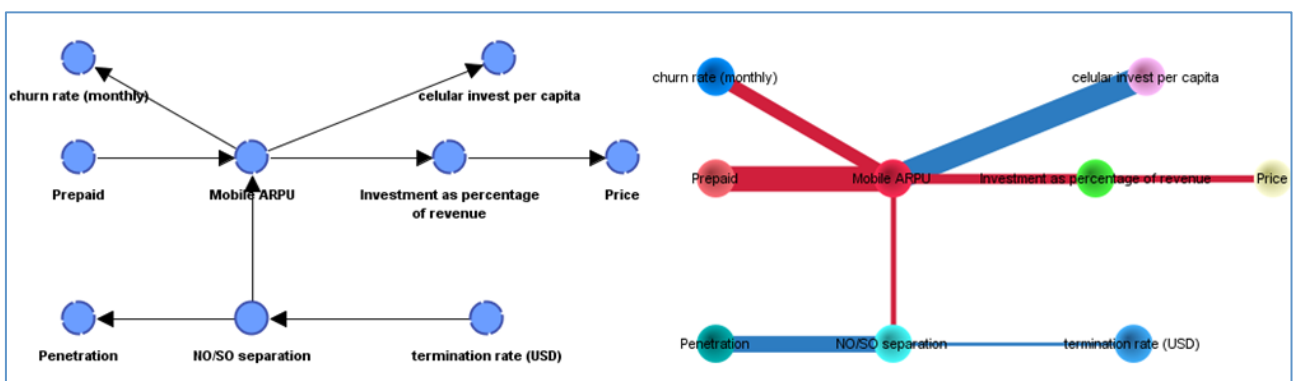 churn rate (monthly)
celular invest per capita
Prepaid
Mobile ARPU
Investment as percentage
of revenue
Price
Penetration
NO/SO separation
termination rate (USD)
churn rate (monthly)
celular invest per capita
Prepaid
Mobile ARPU
Investment as percentage of revenue
Price
Penetration
NO/SO separation
termination rate (USD)